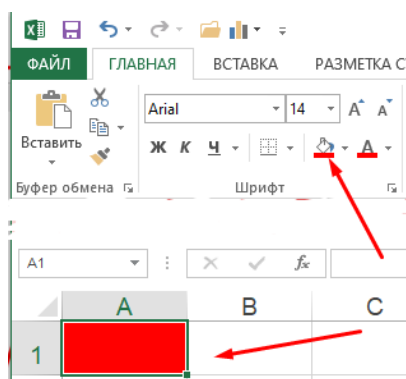 ФАЙЛ ГЛАВНАЯ ВСТАВКА РАЗМЕТКА С
Arial 14 A A
Вставить Ж К Ч А
Буфер обмена Шрифт
A1 fx
A B C
1